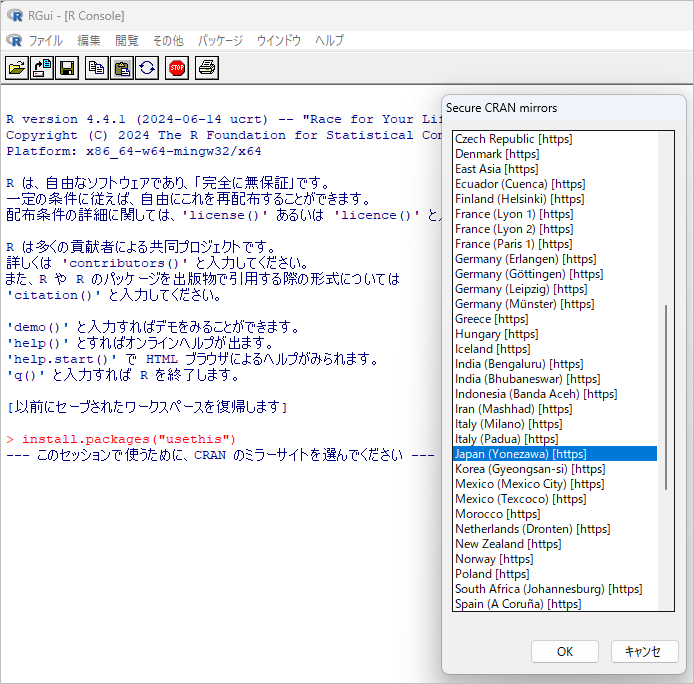 RGui - [R Console]
ファイル 編集 閲覧 その他 パッケージ ウインドウ ヘルプ
STOP
R version 4.4.1 (2024-06-14 ucrt) -- "Race for Your
Copyright (C) 2024 The R Foundation for Statistical
Platform: x86_64-w64-mingw32/x64
R は、自由なソフトウェアであり、「完全に無保証」です。
一定の条件に従えば、自由にこれを再配布することができます。
配布条件の詳細に関しては、'license()' あるいは 'licence()' と
R は多くの貢献者による共同プロジェクトです。
詳しくは 'contributors()' と入力してください。
また、R や R のパッケージを出版物で引用する際の形式については
'citation()' と入力してください。
'demo()' と入力すればデモをみることができます。
'help()' とすればオンラインヘルプが出ます。
'help.start()' で HTML ブラウザによるヘルプがみられます。
'q()' と入力すれば R を終了します。
[以前にセーブされたワークスペースを復帰します]
> install.packages("usethis")
--- このセッションで使うために、CRAN のミラーサイトを選んでください ---
Secure CRAN mirrors
Czech Republic [https]
Denmark [https]
East Asia [https]
Ecuador (Cuenca) [https]
Finland (Helsinki) [https]
France (Lyon 1) [https]
France (Lyon 2) [https]
France (Paris 1) [https]
Germany (Erlangen) [https]
Germany (Göttingen) [https]
Germany (Leipzig) [https]
Germany (Münster) [https]
Greece [https]
Hungary [https]
Iceland [https]
India (Bengaluru) [https]
India (Bhubaneswar) [https]
Indonesia (Banda Aceh) [https]
Iran (Mashhad) [https]
Italy (Milano) [https]
Italy (Padua) [https]
Japan (Yonezawa) [https]
Korea (Gyeongsan-si) [https]
Mexico (Mexico City) [https]
Mexico (Texcoco) [https]
Morocco [https]
Netherlands (Dronten) [https]
New Zealand [https]
Norway [https]
Poland [https]
South Africa (Johannesburg) [https]
Spain (A Coruña) [https]
OK
キャンセ